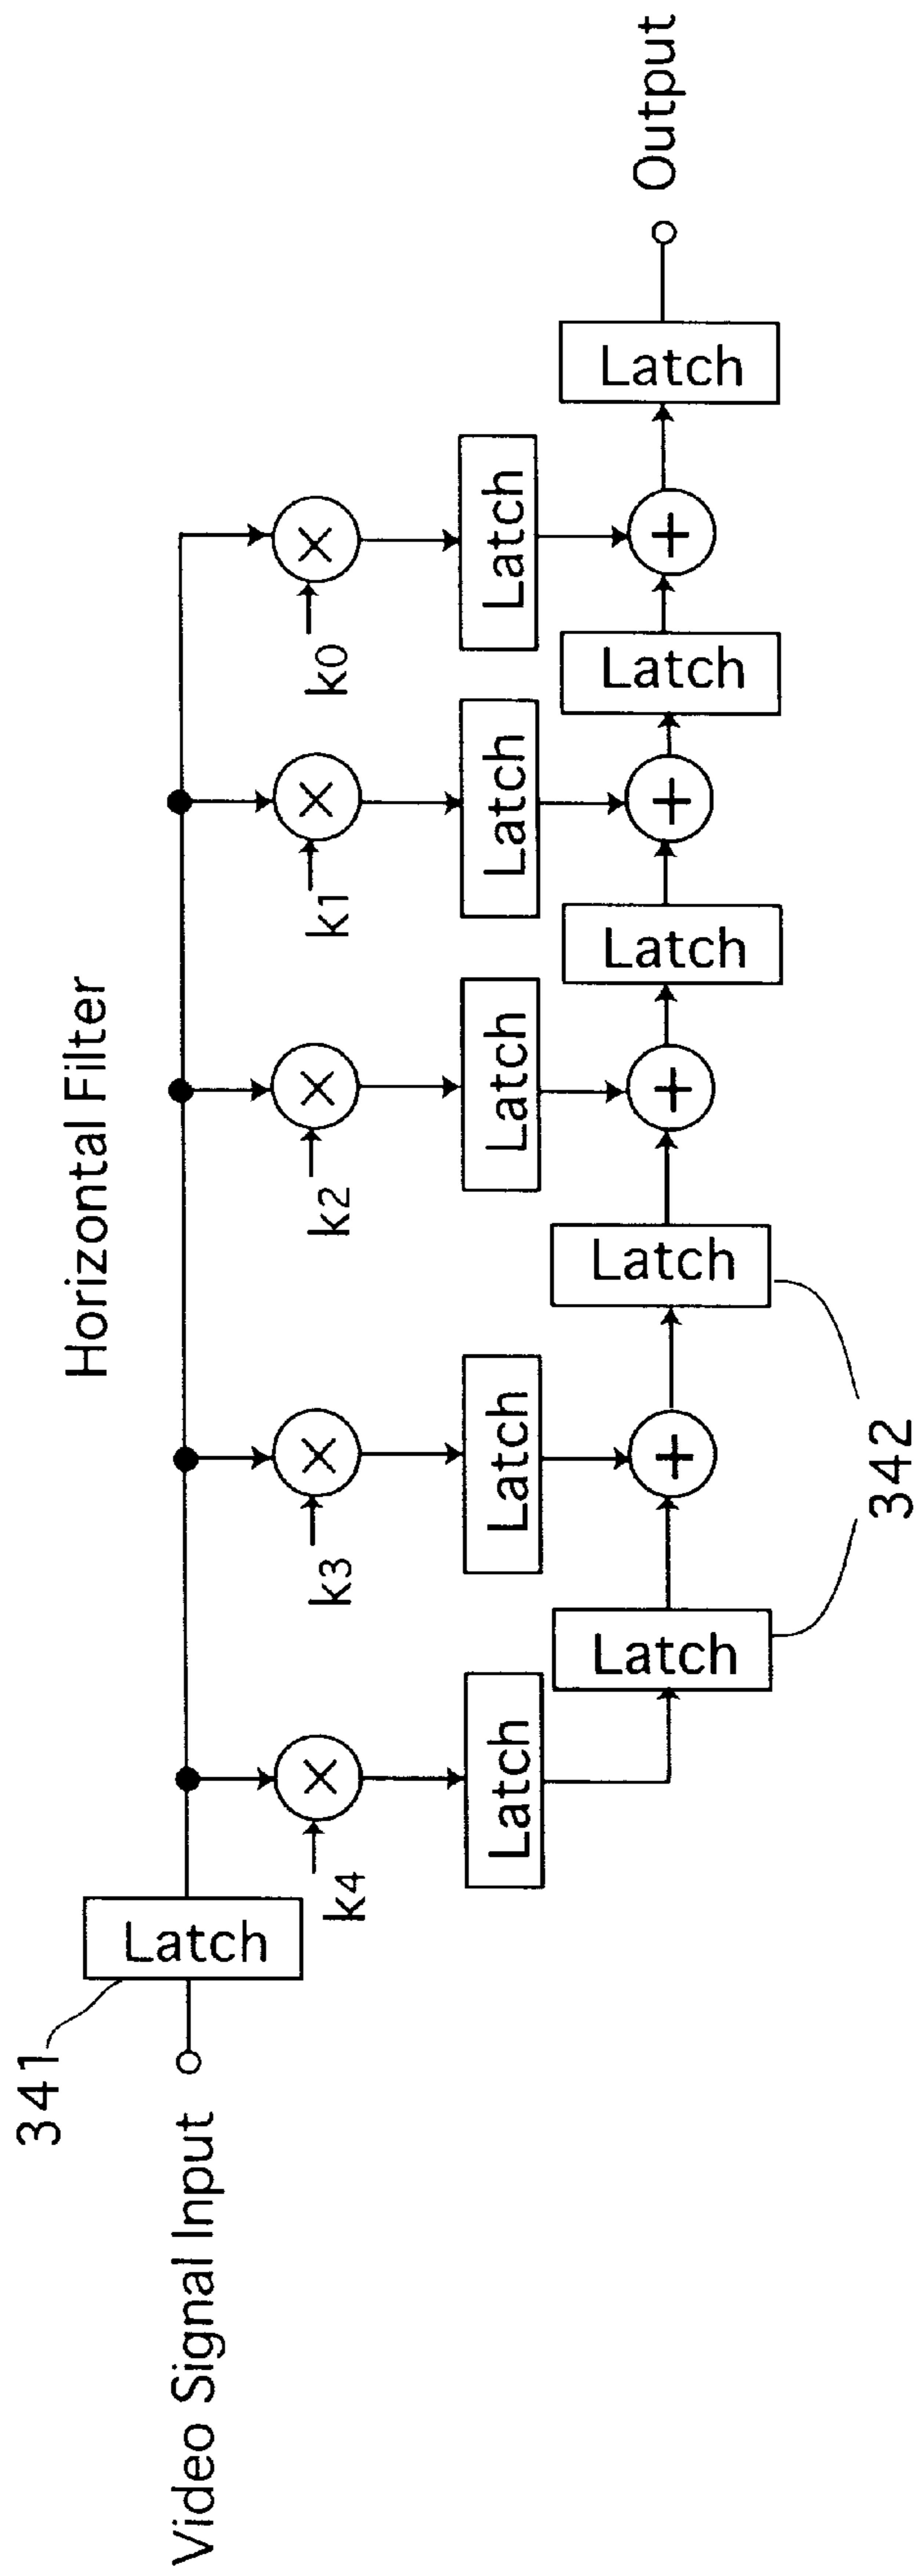 Horizontal Filter
341
Video Signal Input
Latch
k4
k3
k2
k1
k0
×
×
×
×
×
Latch
Latch
Latch
Latch
Latch
Latch
+
Latch
+
Latch
+
Latch
+
Latch
Output
342